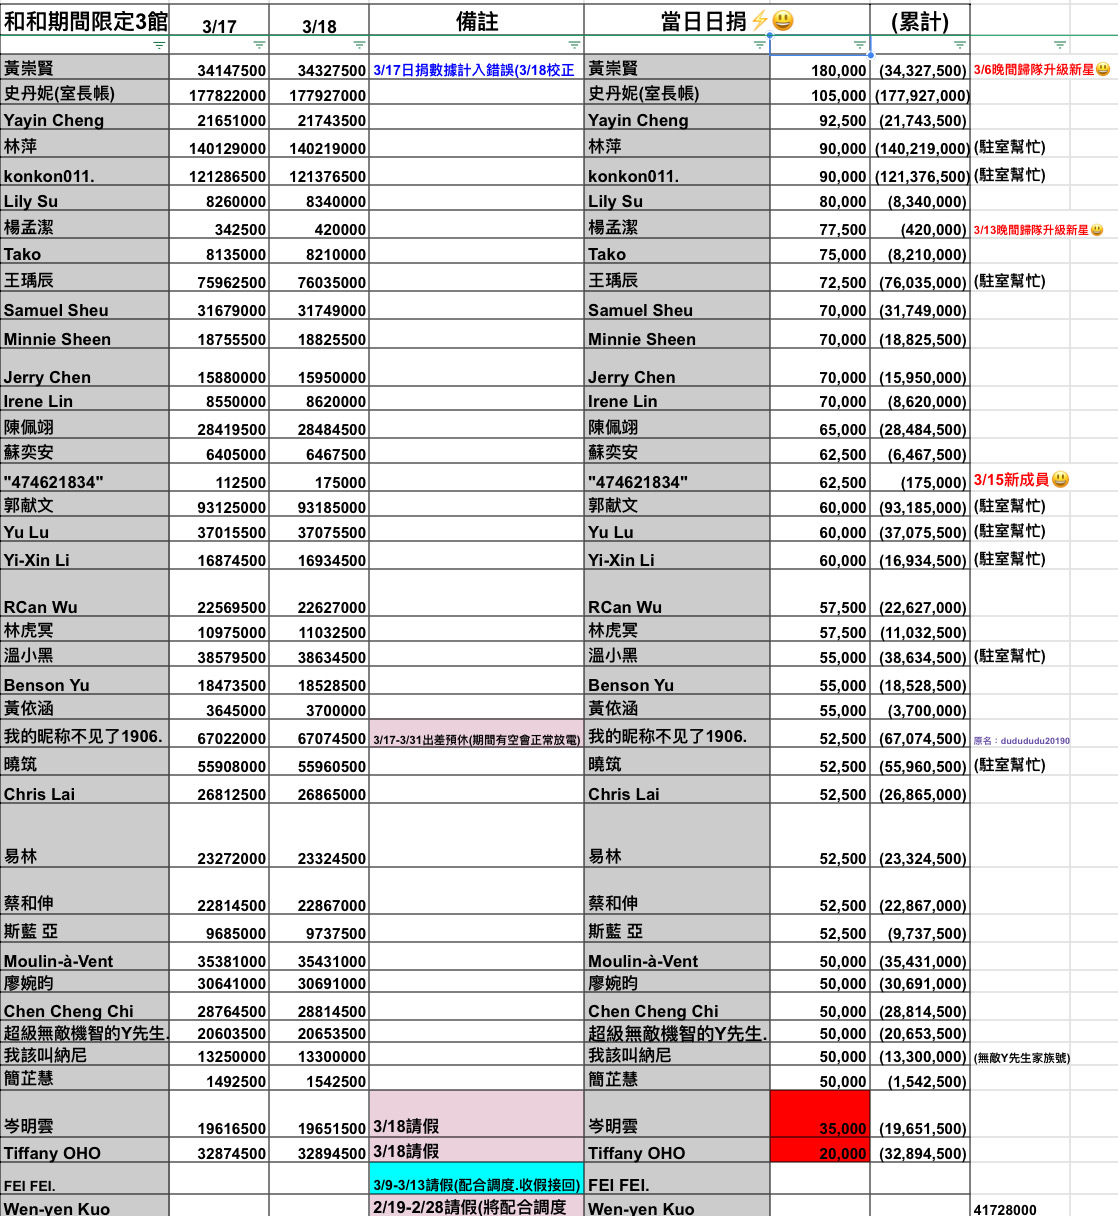 和和期間限定3館 3/17 3/18 備註 當日日捐⚡😃 (累計)
黃崇賢 34147500 34327500 3/17日捐數據計入錯誤(3/18校正 黃崇賢 180,000 (34,327,500) 3/6晚間歸隊升級新星😃
史丹妮(室長帳) 177822000 177927000 史丹妮(室長帳) 105,000 (177,927,000)
Yayin Cheng 21651000 21743500 Yayin Cheng 92,500 (21,743,500)
林萍 140129000 140219000 林萍 90,000 (140,219,000) (駐室幫忙)
konkon011. 121286500 121376500 konkon011. 90,000 (121,376,500) (駐室幫忙)
Lily Su 8260000 8340000 Lily Su 80,000 (8,340,000)
楊孟潔 342500 420000 楊孟潔 77,500 (420,000) 3/13晚間歸隊升級新星😃
Tako 8135000 8210000 Tako 75,000 (8,210,000)
王瑀辰 75962500 76035000 王瑀辰 72,500 (76,035,000) (駐室幫忙)
Samuel Sheu 31679000 31749000 Samuel Sheu 70,000 (31,749,000)
Minnie Sheen 18755500 18825500 Minnie Sheen 70,000 (18,825,500)
Jerry Chen 15880000 15950000 Jerry Chen 70,000 (15,950,000)
Irene Lin 8550000 8620000 Irene Lin 70,000 (8,620,000)
陳佩翊 28419500 28484500 陳佩翊 65,000 (28,484,500)
蘇奕安 6405000 6467500 蘇奕安 62,500 (6,467,500)
"474621834" 112500 175000 "474621834" 62,500 (175,000) 3/15新成員😃
郭献文 93125000 93185000 郭献文 60,000 (93,185,000) (駐室幫忙)
Yu Lu 37015500 37075500 Yu Lu 60,000 (37,075,500) (駐室幫忙)
Yi-Xin Li 16874500 16934500 Yi-Xin Li 60,000 (16,934,500) (駐室幫忙)
RCan Wu 22569500 22627000 RCan Wu 57,500 (22,627,000)
林虎冥 10975000 11032500 林虎冥 57,500 (11,032,500)
溫小黑 38579500 38634500 溫小黑 55,000 (38,634,500) (駐室幫忙)
Benson Yu 18473500 18528500 Benson Yu 55,000 (18,528,500)
黃依涵 3645000 3700000 黃依涵 55,000 (3,700,000)
我的昵称不见了1906. 67022000 67074500 3/17-3/31出差預休(期間有空會正常放電) 我的昵称不见了1906. 52,500 (67,074,500) 原名：dudududu20190
曉筑 55908000 55960500 曉筑 52,500 (55,960,500) (駐室幫忙)
Chris Lai 26812500 26865000 Chris Lai 52,500 (26,865,000)
易林 23272000 23324500 易林 52,500 (23,324,500)
蔡和伸 22814500 22867000 蔡和伸 52,500 (22,867,000)
斯藍 亞 9685000 9737500 斯藍 亞 52,500 (9,737,500)
Moulin-à-Vent 35381000 35431000 Moulin-à-Vent 50,000 (35,431,000)
廖婉昀 30641000 30691000 廖婉昀 50,000 (30,691,000)
Chen Cheng Chi 28764500 28814500 Chen Cheng Chi 50,000 (28,814,500)
超級無敵機智的Y先生. 20603500 20653500 超級無敵機智的Y先生. 50,000 (20,653,500)
我該叫納尼 13250000 13300000 我該叫納尼 50,000 (13,300,000) (無敵Y先生家族號)
簡芷慧 1492500 1542500 簡芷慧 50,000 (1,542,500)
岑明雲 19616500 19651500 3/18請假 岑明雲 35,000 (19,651,500)
Tiffany OHO 32874500 32894500 3/18請假 Tiffany OHO 20,000 (32,894,500)
FEI FEI. 3/9-3/13請假(配合調度.收假接回) FEI FEI.
Wen-yen Kuo 2/19-2/28請假(將配合調度 Wen-yen Kuo 41728000